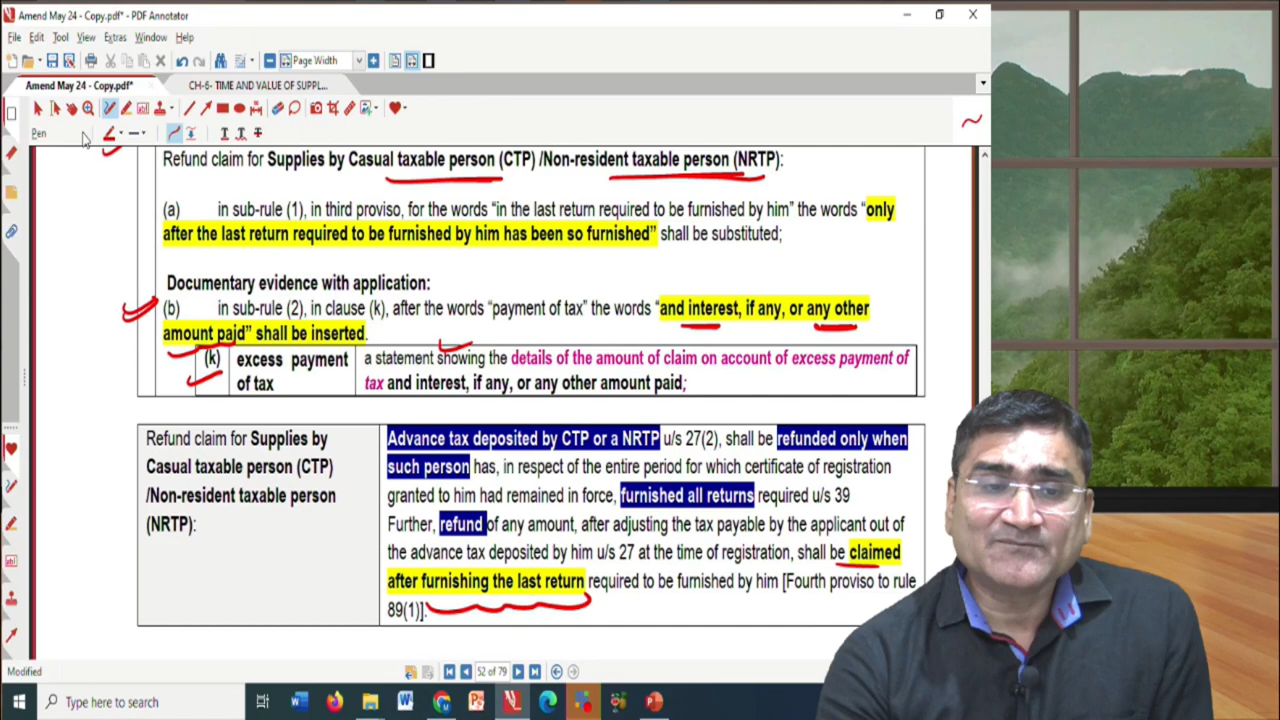 Amend May 24 - Copy.pdf* - PDF Annotator
File Edit Tool View Extras Window Help
Page Width
Amend May 24 - Copy.pdf*
CH-6- TIME AND VALUE OF SUPPL...
Pen
Refund claim for Supplies by Casual taxable person (CTP) /Non-resident taxable person (NRTP):
(a) in sub-rule (1), in third proviso, for the words “in the last return required to be furnished by him” the words “only
after the last return required to be furnished by him has been so furnished” shall be substituted;
Documentary evidence with application:
(b) in sub-rule (2), in clause (k), after the words “payment of tax” the words “and interest, if any, or any other
amount paid” shall be inserted.
(k) excess payment of tax
a statement showing the details of the amount of claim on account of excess payment of
tax and interest, if any, or any other amount paid;
Refund claim for Supplies by
Casual taxable person (CTP)
/Non-resident taxable person
(NRTP):
Advance tax deposited by CTP or a NRTP u/s 27(2), shall be refunded only when
such person has, in respect of the entire period for which certificate of registration
granted to him had remained in force, furnished all returns required u/s 39
Further, refund of any amount, after adjusting the tax payable by the applicant out of
the advance tax deposited by him u/s 27 at the time of registration, shall be claimed
after furnishing the last return required to be furnished by him [Fourth proviso to rule
89(1)].
Modified
52 of 79
Type here to search